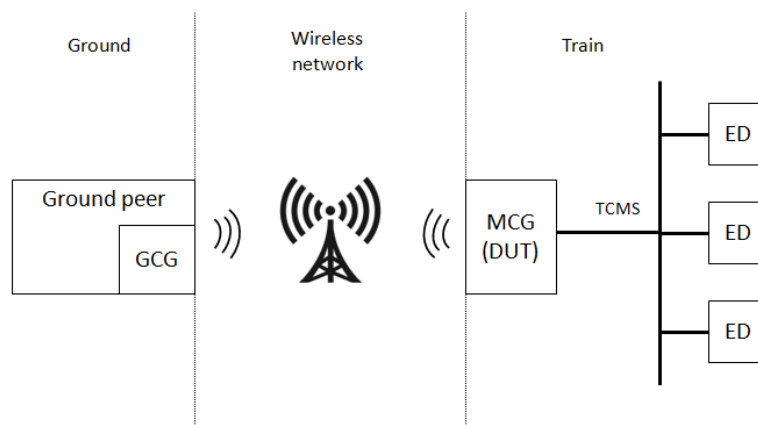 Ground
Wireless
network
Train
Ground peer
GCG
MCG
(DUT)
TCMS
ED
ED
ED